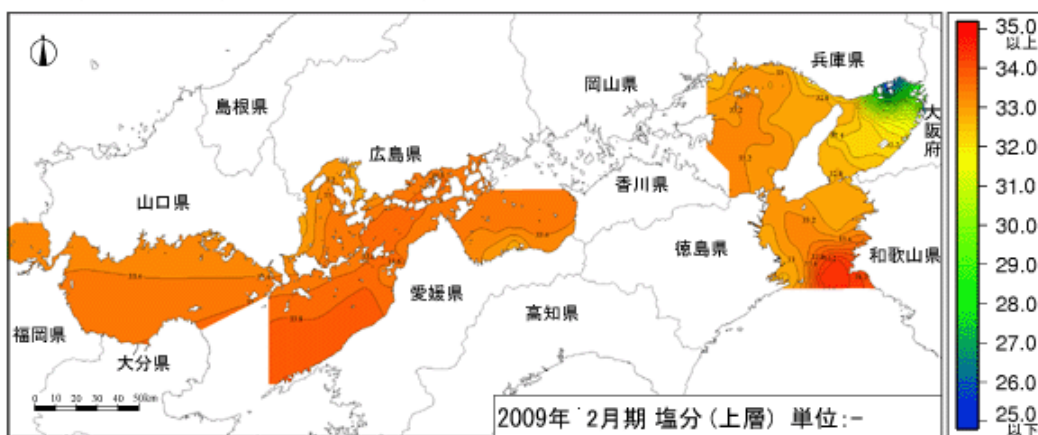 兵庫県
岡山県
島根県
大阪府
広島県
香川県
山口県
徳島県
和歌山県
愛媛県
高知県
福岡県
大分県
0 10 20 30 40 50km
2009年 2月期 塩分(上層) 単位:-
35.0
以上
34.0
33.0
32.0
31.0
30.0
29.0
28.0
27.0
26.0
25.0
以下